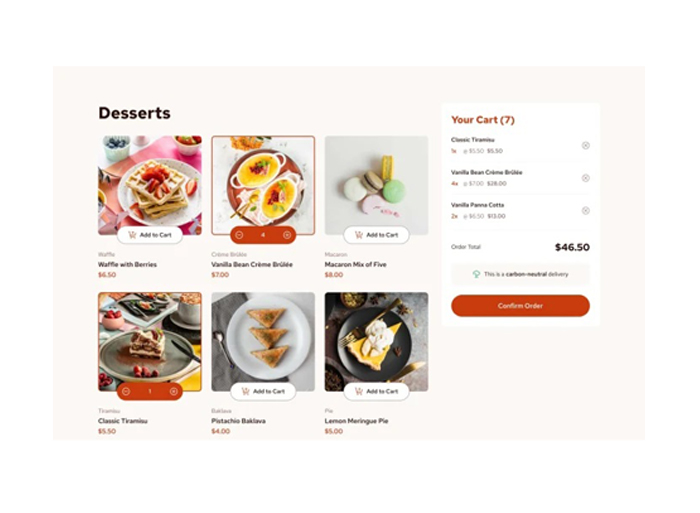 Desserts
Add to Cart
4
Add to Cart
Waffle
Waffle with Berries
$6.50
Crème Brûlée
Vanilla Bean Crème Brûlée
$7.00
Macaron
Macaron Mix of Five
$8.00
1
Add to Cart
Add to Cart
Tiramisu
Classic Tiramisu
$5.50
Baklava
Pistachio Baklava
$4.00
Pie
Lemon Meringue Pie
$5.00
Your Cart (7)
Classic Tiramisu
1x @ $5.50 $5.50
Vanilla Bean Crème Brûlée
4x @ $7.00 $28.00
Vanilla Panna Cotta
2x @ $6.50 $13.00
Order Total $46.50
This is a carbon-neutral delivery
Confirm Order